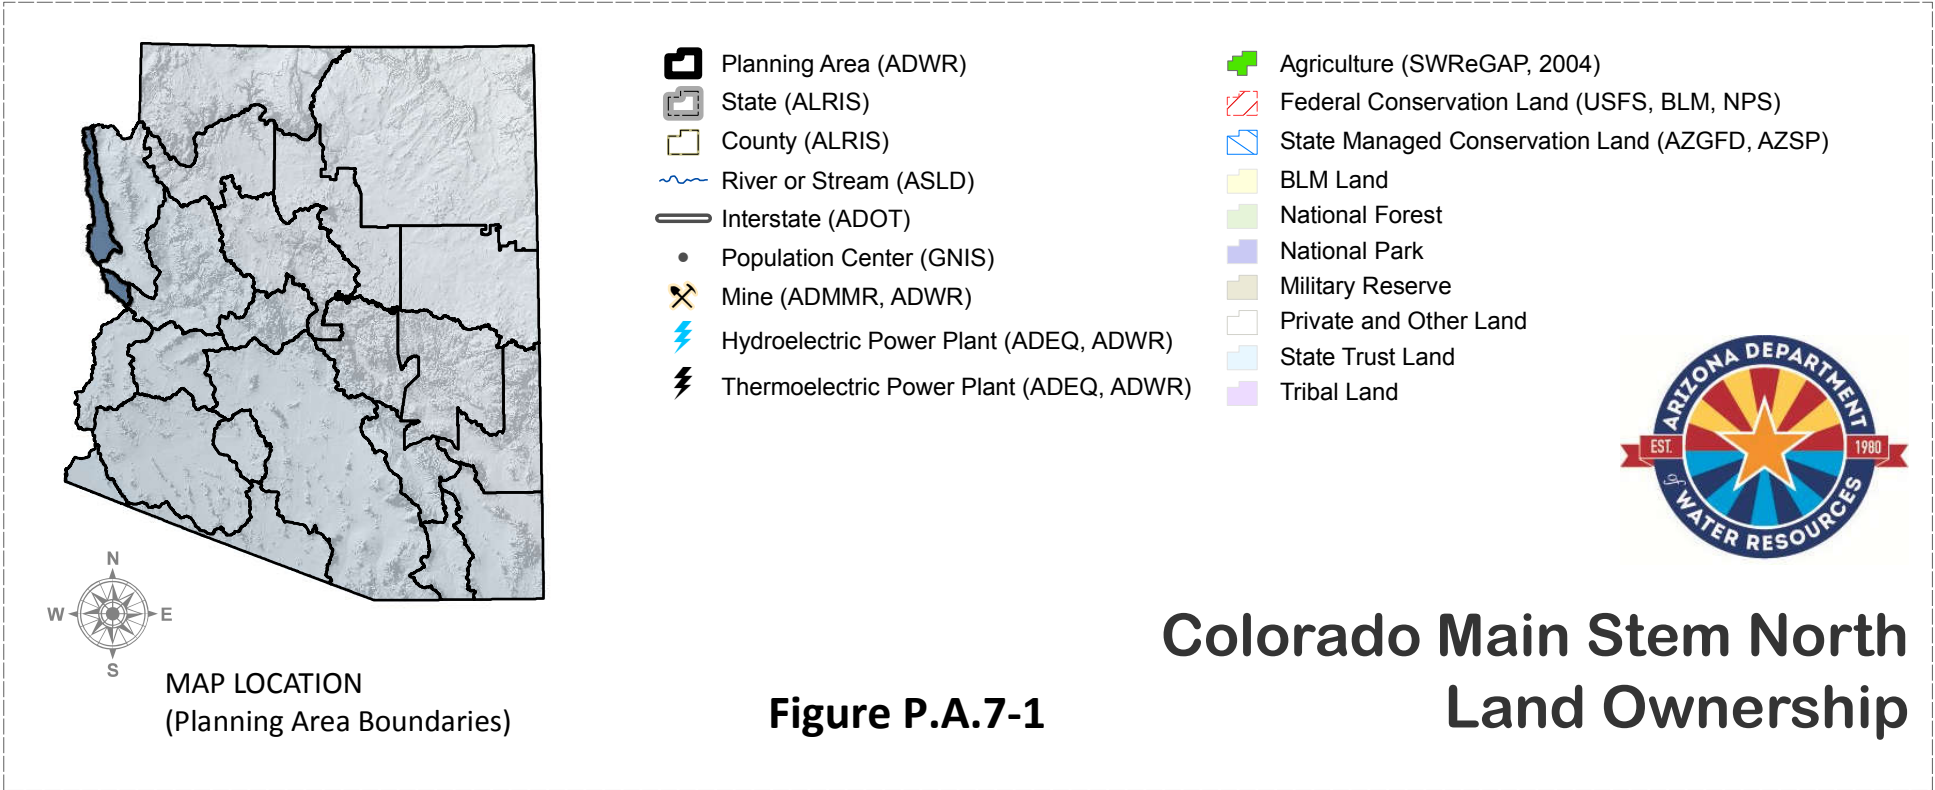 Planning Area (ADWR)
State (ALRIS)
County (ALRIS)
River or Stream (ASLD)
Interstate (ADOT)
Population Center (GNIS)
Mine (ADMMR, ADWR)
Hydroelectric Power Plant (ADEQ, ADWR)
Thermoelectric Power Plant (ADEQ, ADWR)
Agriculture (SWReGAP, 2004)
Federal Conservation Land (USFS, BLM, NPS)
State Managed Conservation Land (AZGFD, AZSP)
BLM Land
National Forest
National Park
Military Reserve
Private and Other Land
State Trust Land
Tribal Land
ARIZONA DEPARTMENT
EST. 1980
of WATER RESOURCES
N
W E
S
MAP LOCATION
(Planning Area Boundaries)
Figure P.A.7-1
Colorado Main Stem North
Land Ownership